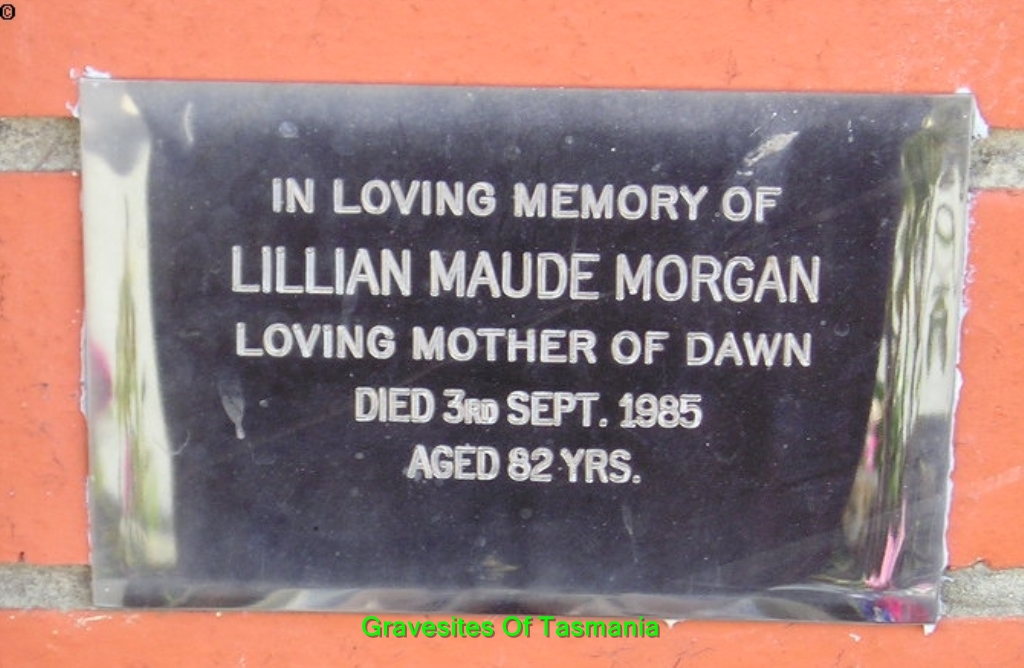 ©
IN LOVING MEMORY OF
LILLIAN MAUDE MORGAN
LOVING MOTHER OF DAWN
DIED 3RD SEPT. 1985
AGED 82 YRS.
Gravesites Of Tasmania